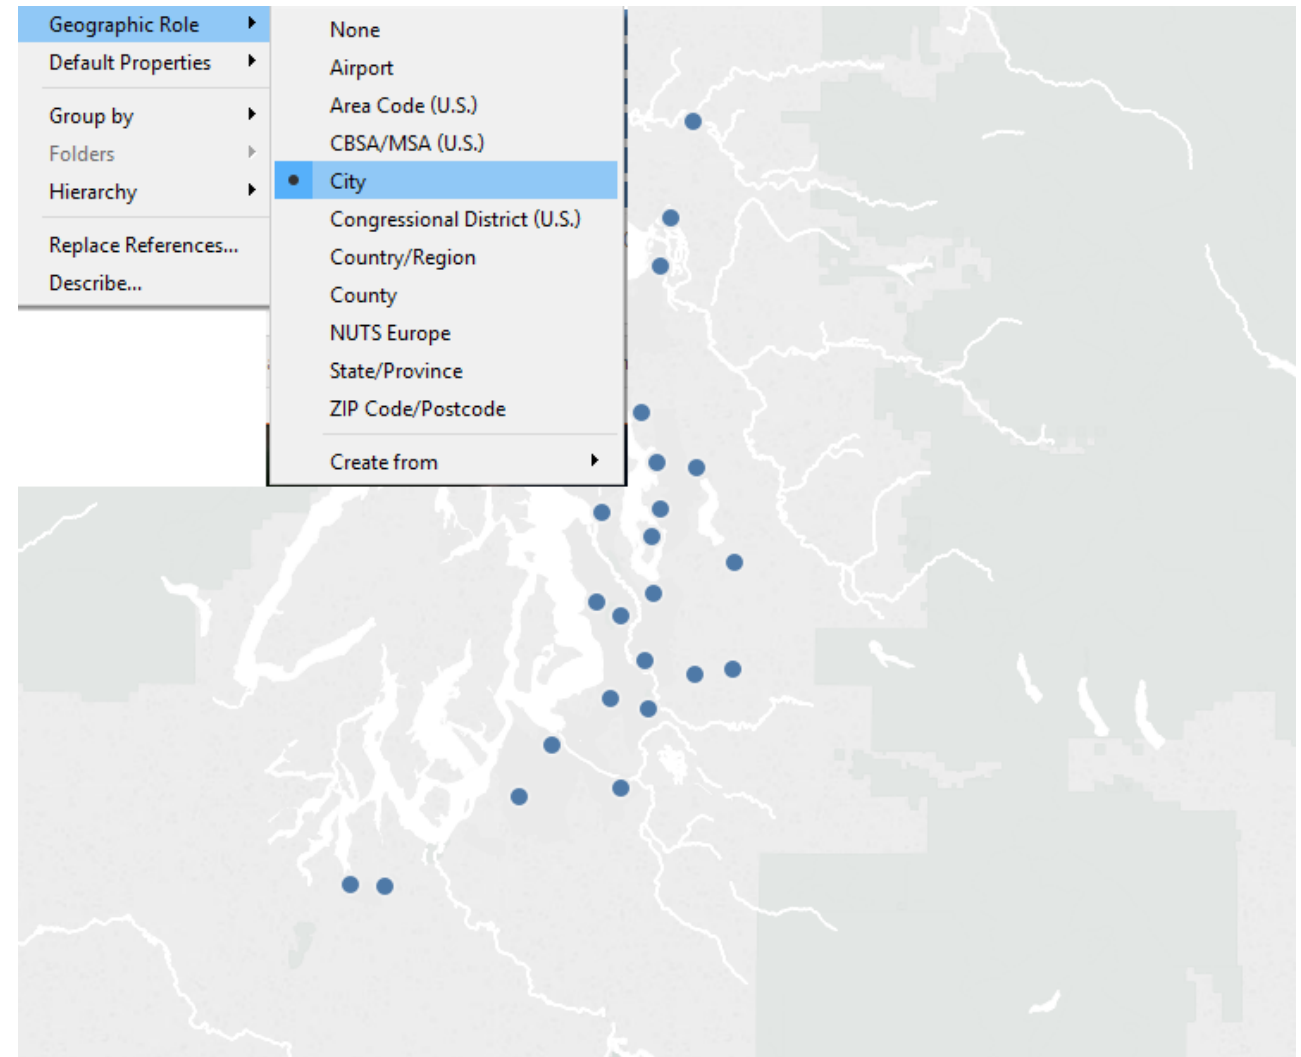 Geographic Role
Default Properties
Group by
Folders
Hierarchy
Replace References...
Describe...
None
Airport
Area Code (U.S.)
CBSA/MSA (U.S.)
City
Congressional District (U.S.)
Country/Region
County
NUTS Europe
State/Province
ZIP Code/Postcode
Create from